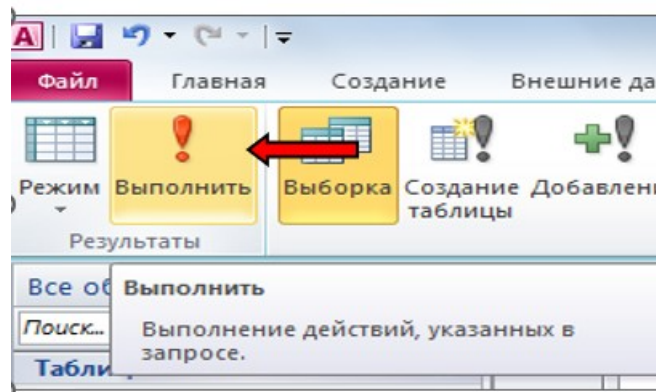 A
Файл Главная Создание Внешние да
Режим Выполнить Выборка Создание таблицы Добавлен
Результаты
Все об
Поиск...
Табли
Выполнить
Выполнение действий, указанных в
запросе.